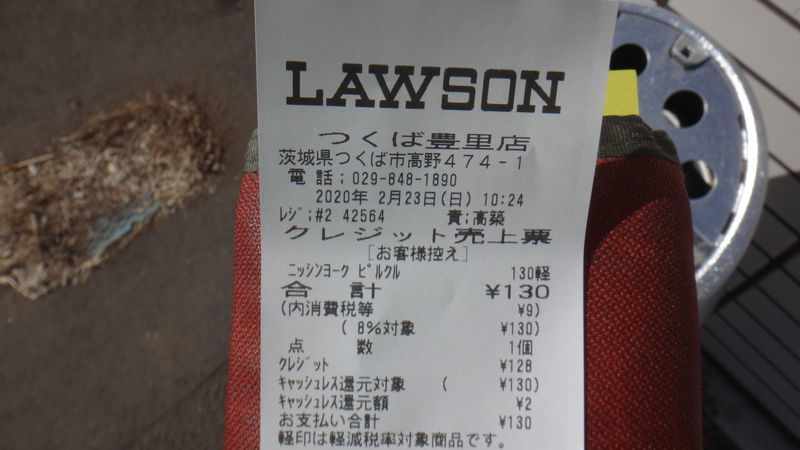 LAWSON
つくば豊里店
茨城県つくば市高野474-1
電 話:029-848-1890
2020年 2月23日(日) 10:24
ﾚｼﾞ:#2 42564 責:高築
クレジット売上票
[お客様控え]
ﾆｯｼﾝﾖｰｸ ﾋﾟﾙｸﾙ 130軽
合 計 ¥130
(内消費税等 ¥9)
( 8%対象 ¥130)
点 数 1個
ｸﾚｼﾞｯﾄ ¥128
ｷｬｯｼｭﾚｽ還元対象 ( ¥130)
ｷｬｯｼｭﾚｽ還元額 ¥2
お支払い合計 ¥130
軽印は軽減税率対象商品です。